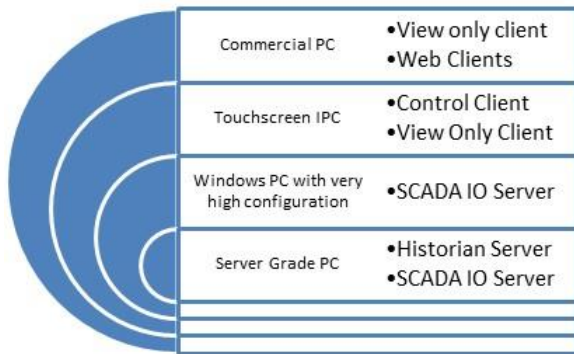 Commercial PC
•View only client
•Web Clients
Touchscreen IPC
•Control Client
•View Only Client
Windows PC with very
high configuration
•SCADA IO Server
Server Grade PC
•Historian Server
•SCADA IO Server